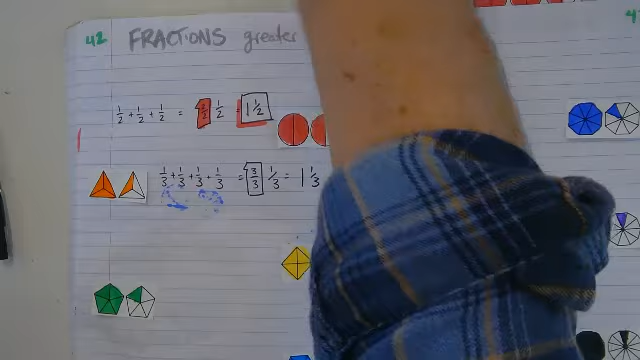 42 FRACTIONS greater
1/2 + 1/2 + 1/2 = 2/2 1/2 = 1 1/2
1/3 + 1/3 + 1/3 + 1/3 = 3/3 1/3 = 1 1/3